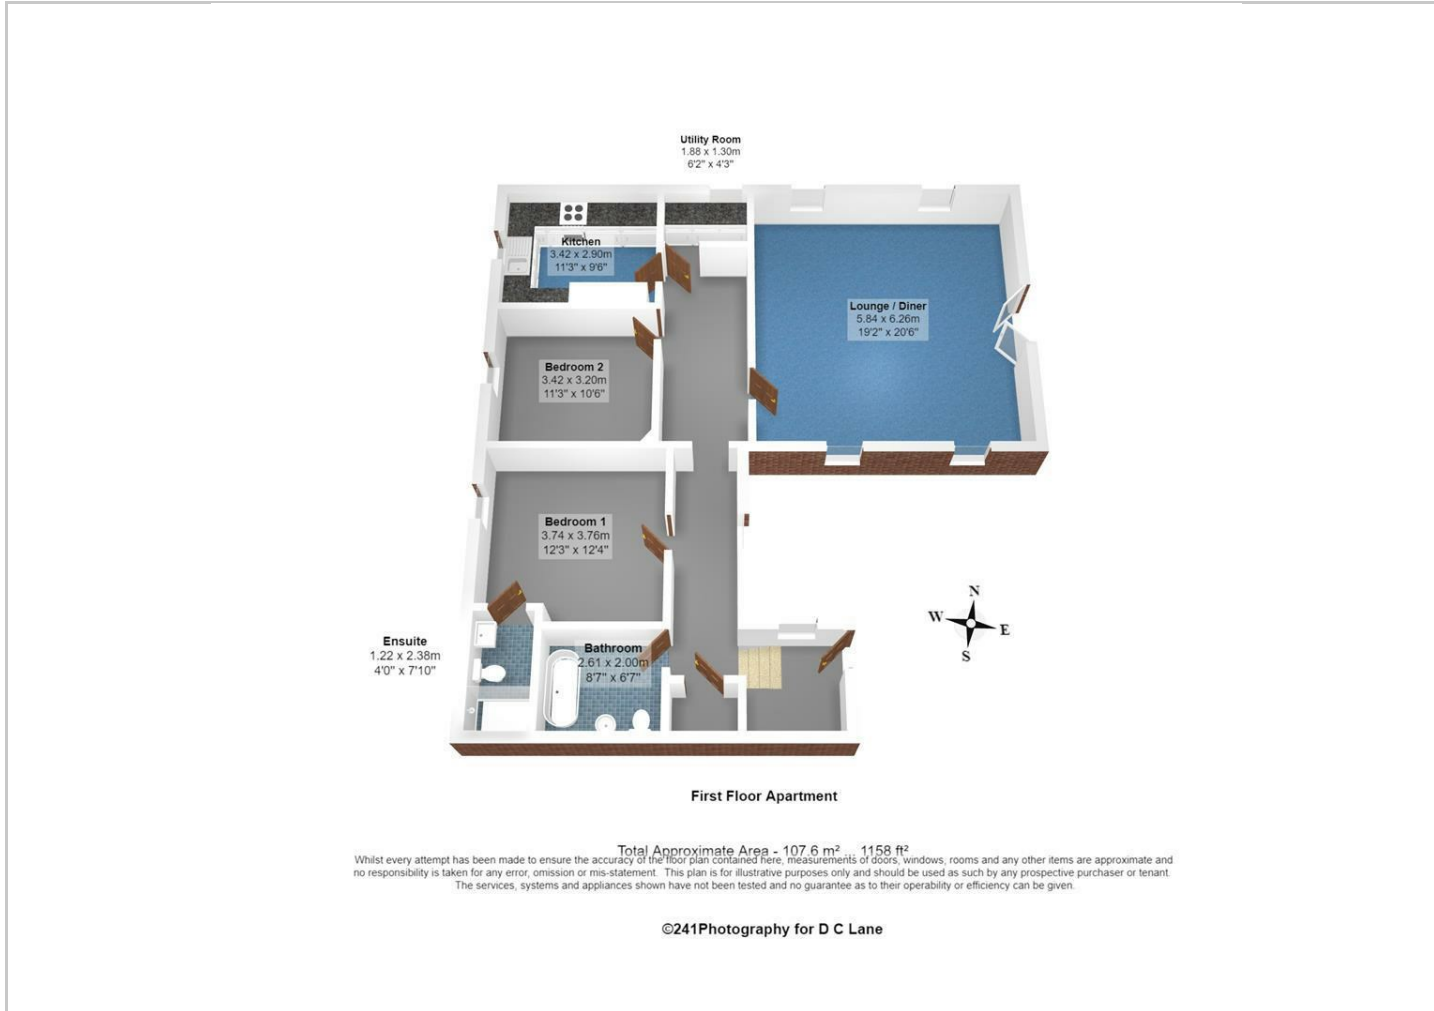 Utility Room
1.88 x 1.30m
6'2" x 4'3"
Kitchen
3.42 x 2.90m
11'3" x 9'6"
Lounge / Diner
5.84 x 6.26m
19'2" x 20'6"
Bedroom 2
3.42 x 3.20m
11'3" x 10'6"
Bedroom 1
3.74 x 3.76m
12'3" x 12'4"
Ensuite
1.22 x 2.38m
4'0" x 7'10"
Bathroom
2.61 x 2.00m
8'7" x 6'7"
N
W E
S
First Floor Apartment
Total Approximate Area - 107.6 m² ... 1158 ft²
Whilst every attempt has been made to ensure the accuracy of the floor plan contained here, measurements of doors, windows, rooms and any other items are approximate and
no responsibility is taken for any error, omission or mis-statement. This plan is for illustrative purposes only and should be used as such by any prospective purchaser or tenant.
The services, systems and appliances shown have not been tested and no guarantee as to their operability or efficiency can be given.
©241Photography for D C Lane